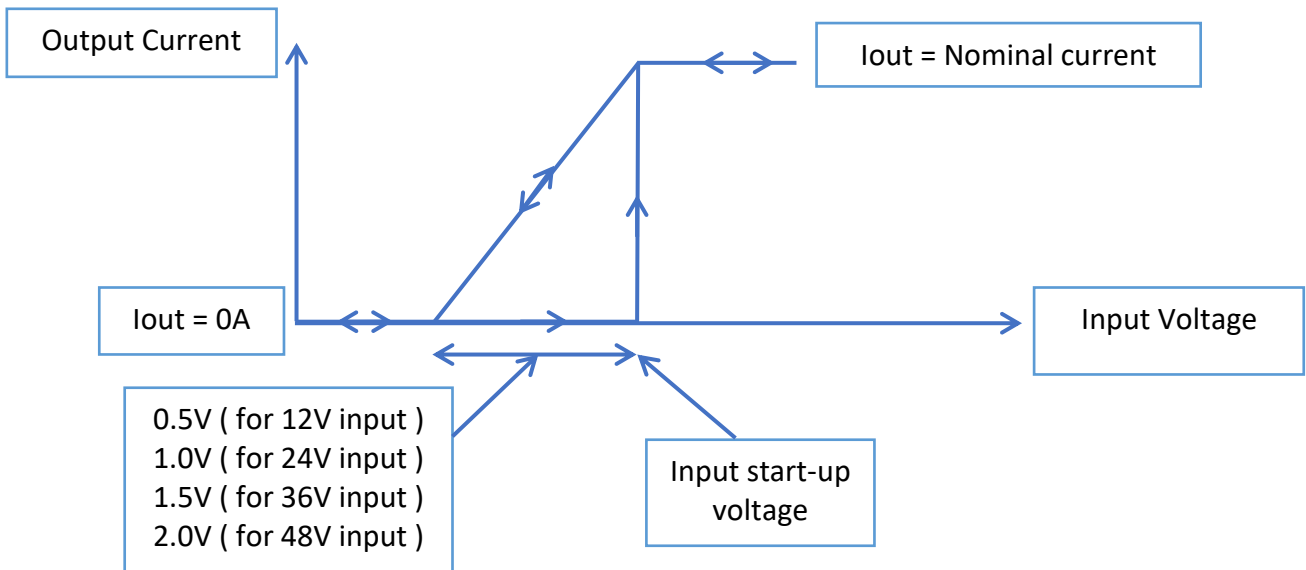 Output Current
Iout = Nominal current
Iout = 0A
Input Voltage
0.5V ( for 12V input )
1.0V ( for 24V input )
1.5V ( for 36V input )
2.0V ( for 48V input )
Input start-up
voltage